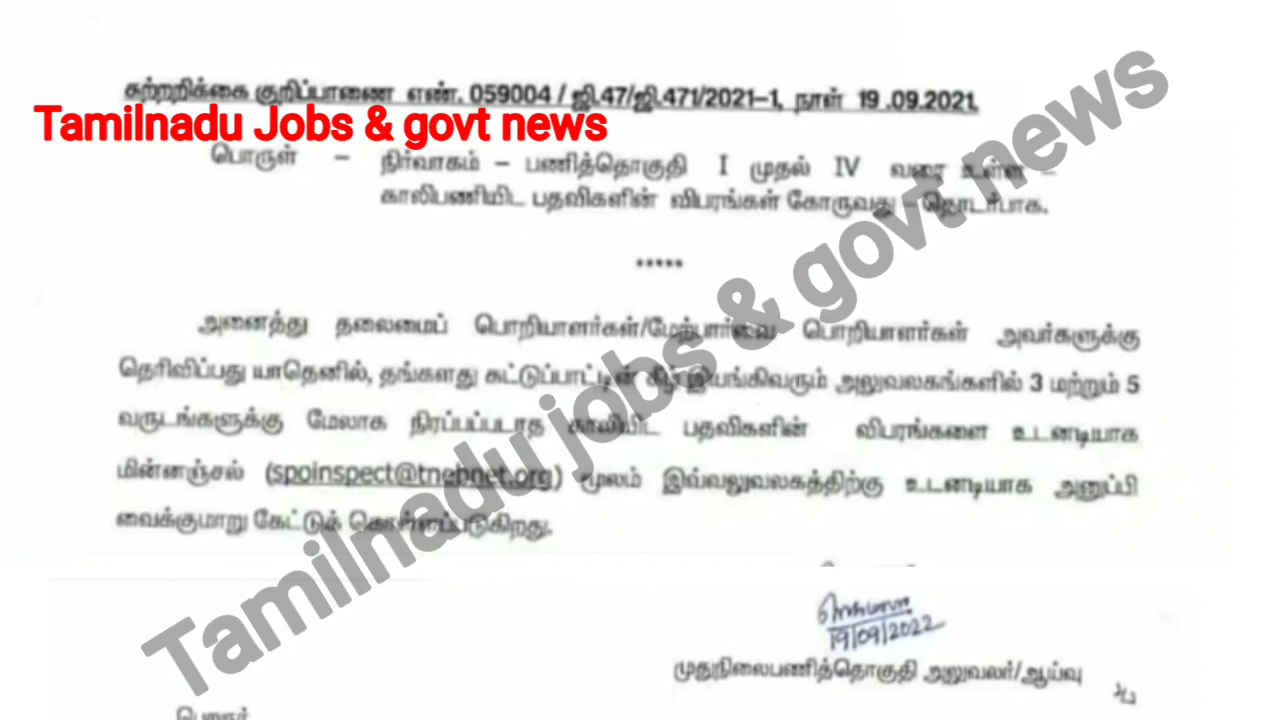 சுற்றறிக்கை குறிப்பாணை எண். 059004 / ஜி.47/ஜி.471/2021-1, நாள் 19 .09.2021.
Tamilnadu Jobs & govt news
பொருள் – நிர்வாகம் – பணித்தொகுதி I முதல் IV வரை உள்ள –
காலிபணியிட பதவிகளின் விபரங்கள் கோருவது – தொடர்பாக.
*****
அனைத்து தலைமைப் பொறியாளர்கள்/மேற்பார்வை பொறியாளர்கள் அவர்களுக்கு
தெரிவிப்பது யாதெனில், தங்களது கட்டுப்பாட்டின் கீழ் இயங்கிவரும் அலுவலகங்களில் 3 மற்றும் 5
வருடங்களுக்கு மேலாக நிரப்பப்படாத காலியிட பதவிகளின் விபரங்களை உடனடியாக
மின்னஞ்சல் (spoinspect@tnebnet.org) மூலம் இவ்வலுவலகத்திற்கு உடனடியாக அனுப்பி
வைக்குமாறு கேட்டுக் கொள்ளப்படுகிறது.
Tamilnadu jobs & govt news
19/09/2022
முதுநிலைபணித்தொகுதி அலுவலர்/ஆய்வு
பெறுநர்